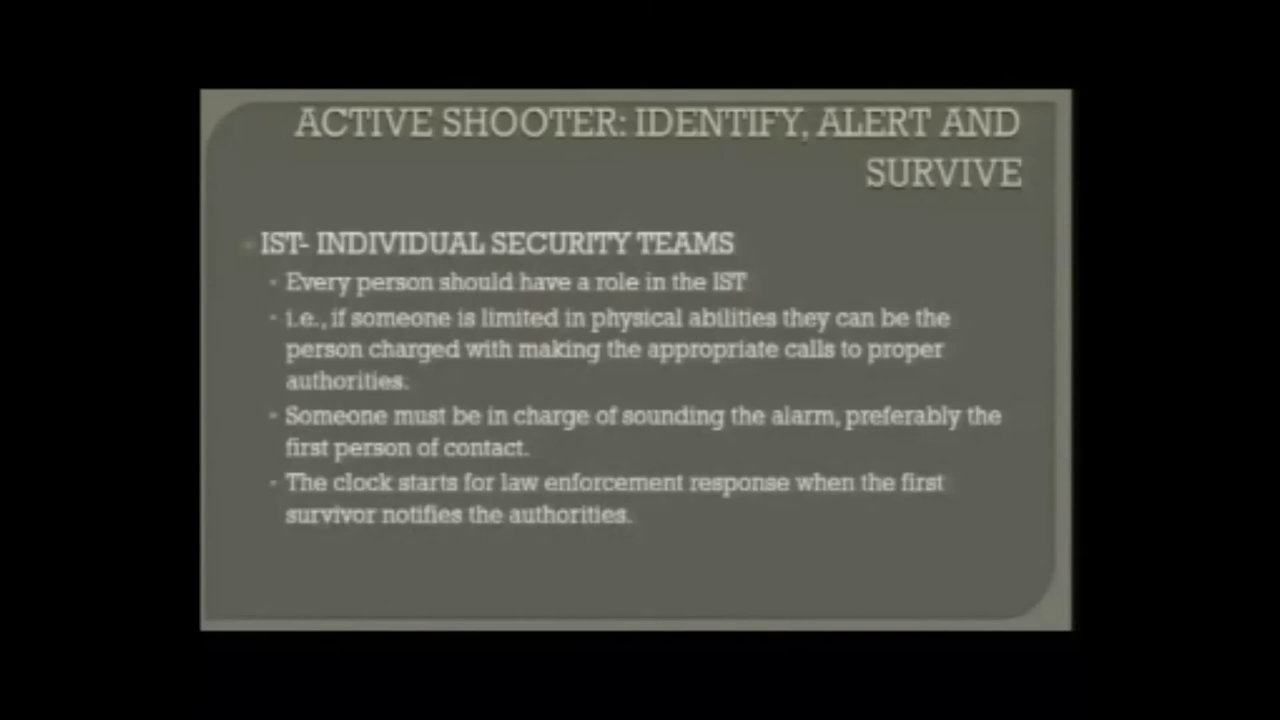 ACTIVE SHOOTER: IDENTIFY, ALERT AND
SURVIVE
IST- INDIVIDUAL SECURITY TEAMS
Every person should have a role in the IST
i.e., if someone is limited in physical abilities they can be the
person charged with making the appropriate calls to proper
authorities.
Someone must be in charge of sounding the alarm, preferably the
first person of contact.
The clock starts for law enforcement response when the first
survivor notifies the authorities.